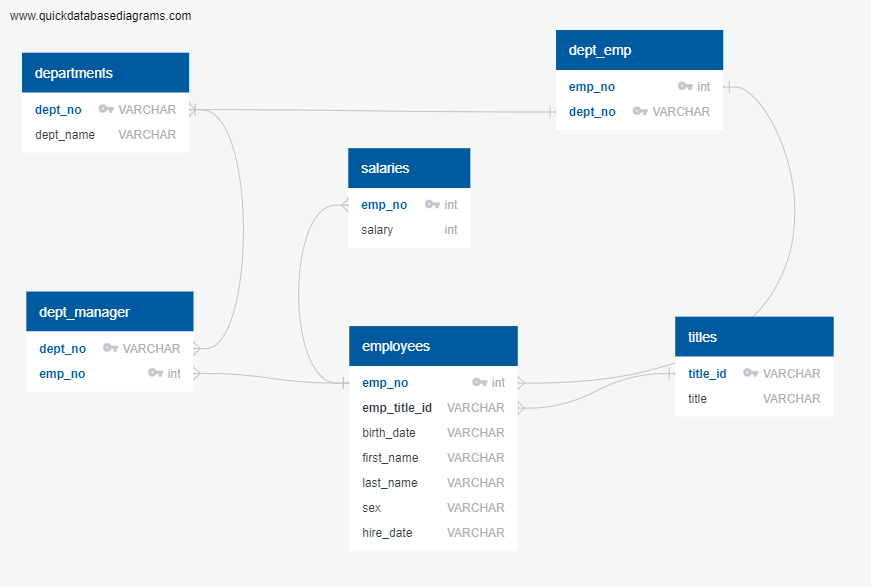 www.quickdatabasediagrams.com
departments
dept_no VARCHAR
dept_name VARCHAR
dept_emp
emp_no int
dept_no VARCHAR
salaries
emp_no int
salary int
dept_manager
dept_no VARCHAR
emp_no int
employees
emp_no int
emp_title_id VARCHAR
birth_date VARCHAR
first_name VARCHAR
last_name VARCHAR
sex VARCHAR
hire_date VARCHAR
titles
title_id VARCHAR
title VARCHAR